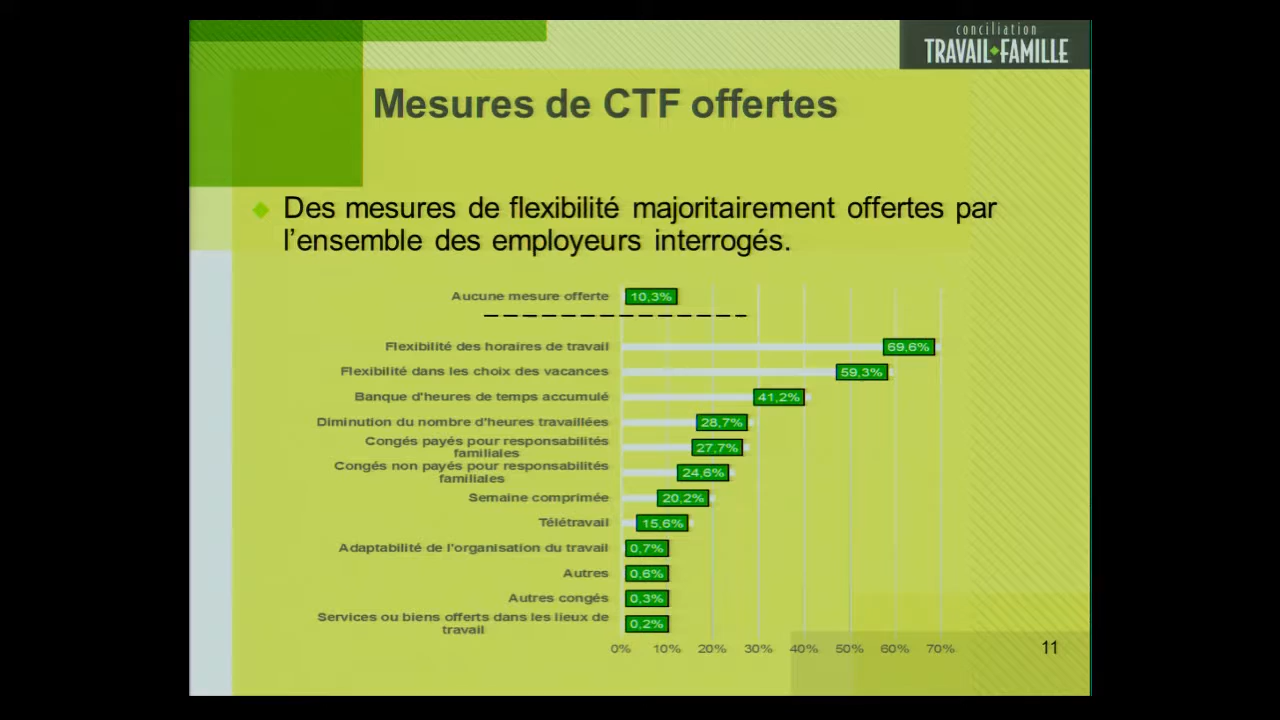 conciliation
TRAVAIL FAMILLE
Mesures de CTF offertes
Des mesures de flexibilité majoritairement offertes par
l'ensemble des employeurs interrogés.
Aucune mesure offerte 10,3%
Flexibilité des horaires de travail 69,6%
Flexibilité dans les choix des vacances 59,3%
Banque d'heures de temps accumulé 41,2%
Diminution du nombre d'heures travaillées 28,7%
Congés payés pour responsabilités
familiales 27,7%
Congés non payés pour responsabilités
familiales 24,6%
Semaine comprimée 20,2%
Télétravail 15,6%
Adaptabilité de l'organisation du travail 0,7%
Autres 0,6%
Autres congés 0,3%
Services ou biens offerts dans les lieux de
travail 0,2%
0% 10% 20% 30% 40% 50% 60% 70%
11